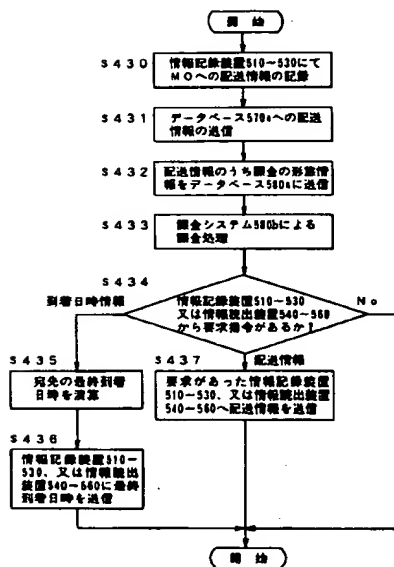 開 始
S430
情報記録装置510~530にて
MOへの配送情報の記録
S431
データベース570aへの配送
情報の送信
S432
配送情報のうち課金の形態情
報をデータベース580aに送信
S433
課金システム580bによる
課金処理
S434
到着日時情報
情報記録装置510~530
又は情報読出装置540~560
から要求指令があるか?
No
S435
宛先の最終到着
日時を演算
S437
配送情報
要求があった情報記録装置
510~530、又は情報読出装置
540~560へ配送情報を送信
S436
情報記録装置510~
530、又は情報読出
装置540~560に最終
到着日時を送信
開 始